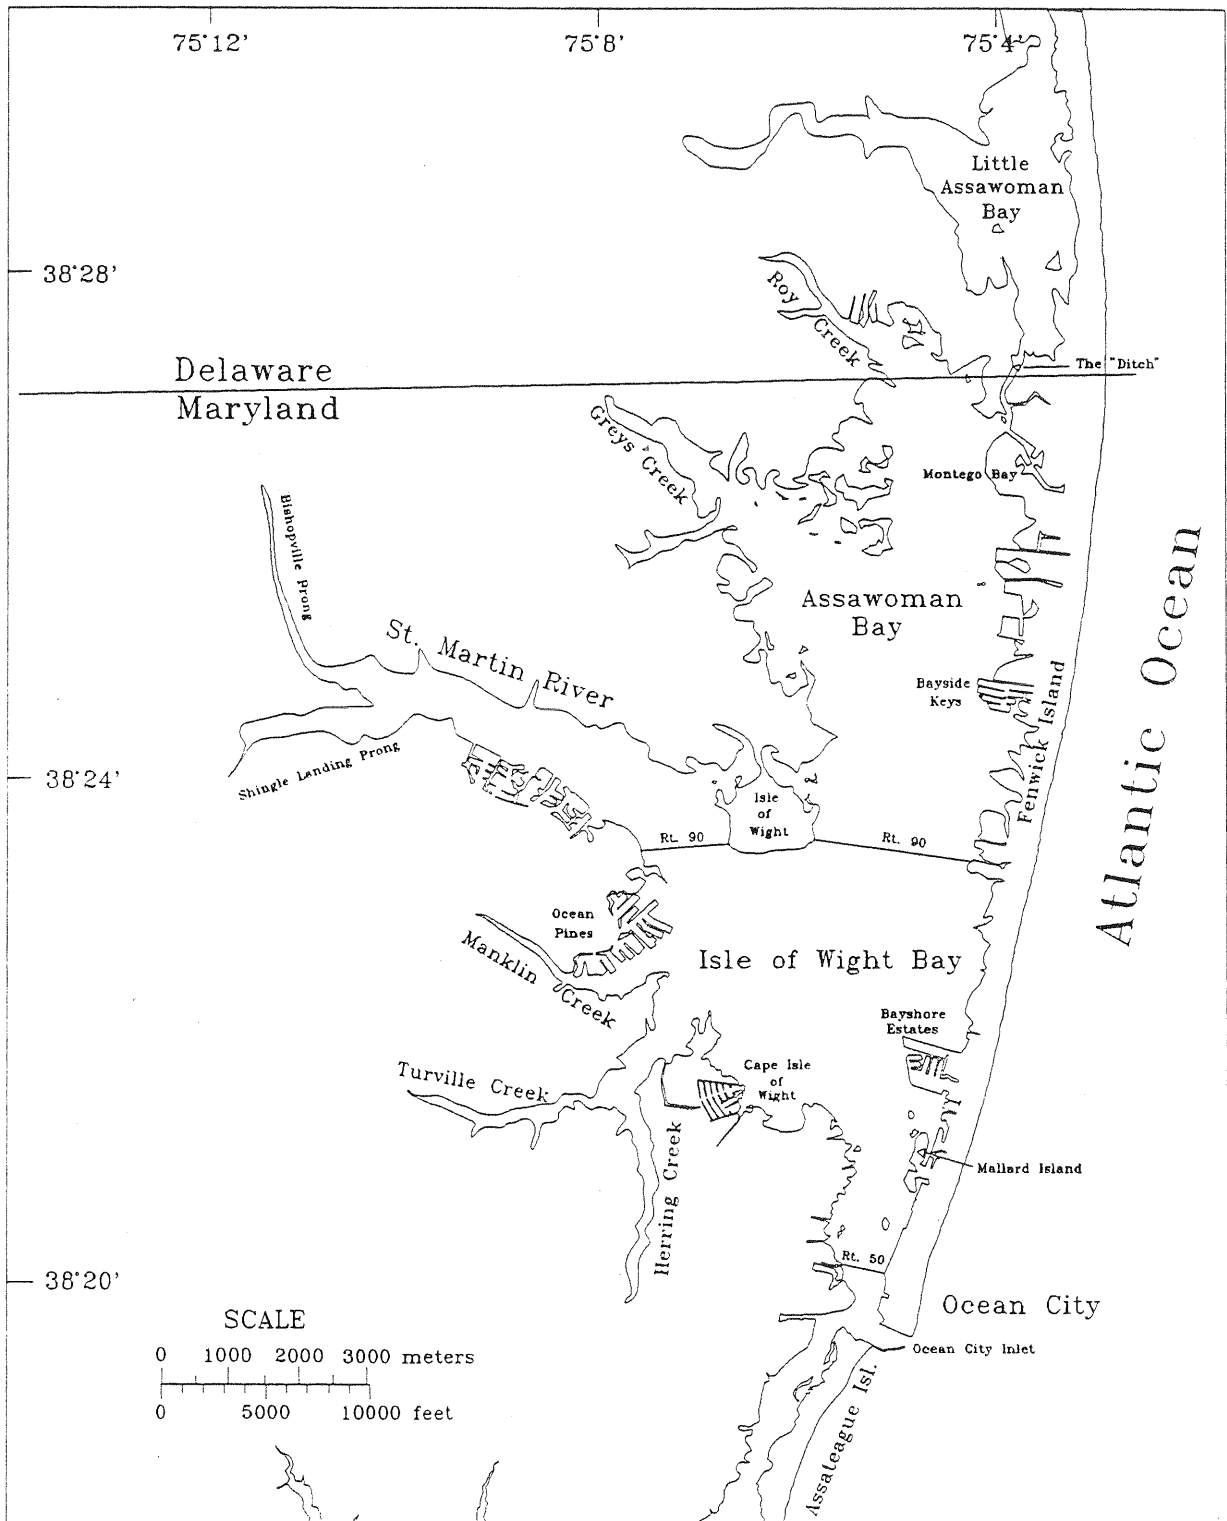 75°12'
75°8'
75°4'
Little
Assawoman
Bay
38°28'
Roy
Creek
The "Ditch"
Delaware
Maryland
Greys Creek
Montego Bay
Bishopville Prong
Assawoman
Bay
St. Martin River
Bayside
Keys
Fenwick Island
Atlantic Ocean
38°24'
Shingle Landing Prong
Isle
of
Wight
Rt. 90
Rt. 90
Ocean
Pines
Manklin
Creek
Isle of Wight Bay
Bayshore
Estates
Turville Creek
Cape Isle
of
Wight
Herring Creek
Mallard Island
Rt. 50
38°20'
Ocean City
SCALE
Ocean City Inlet
0 1000 2000 3000 meters
0 5000 10000 feet
Assateague Isl.